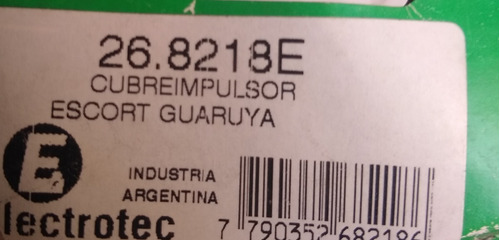 26.8218E
CUBREIMPULSOR
ESCORT GUARUYA
E
INDUSTRIA
ARGENTINA
lectrotec
7 790352 682186